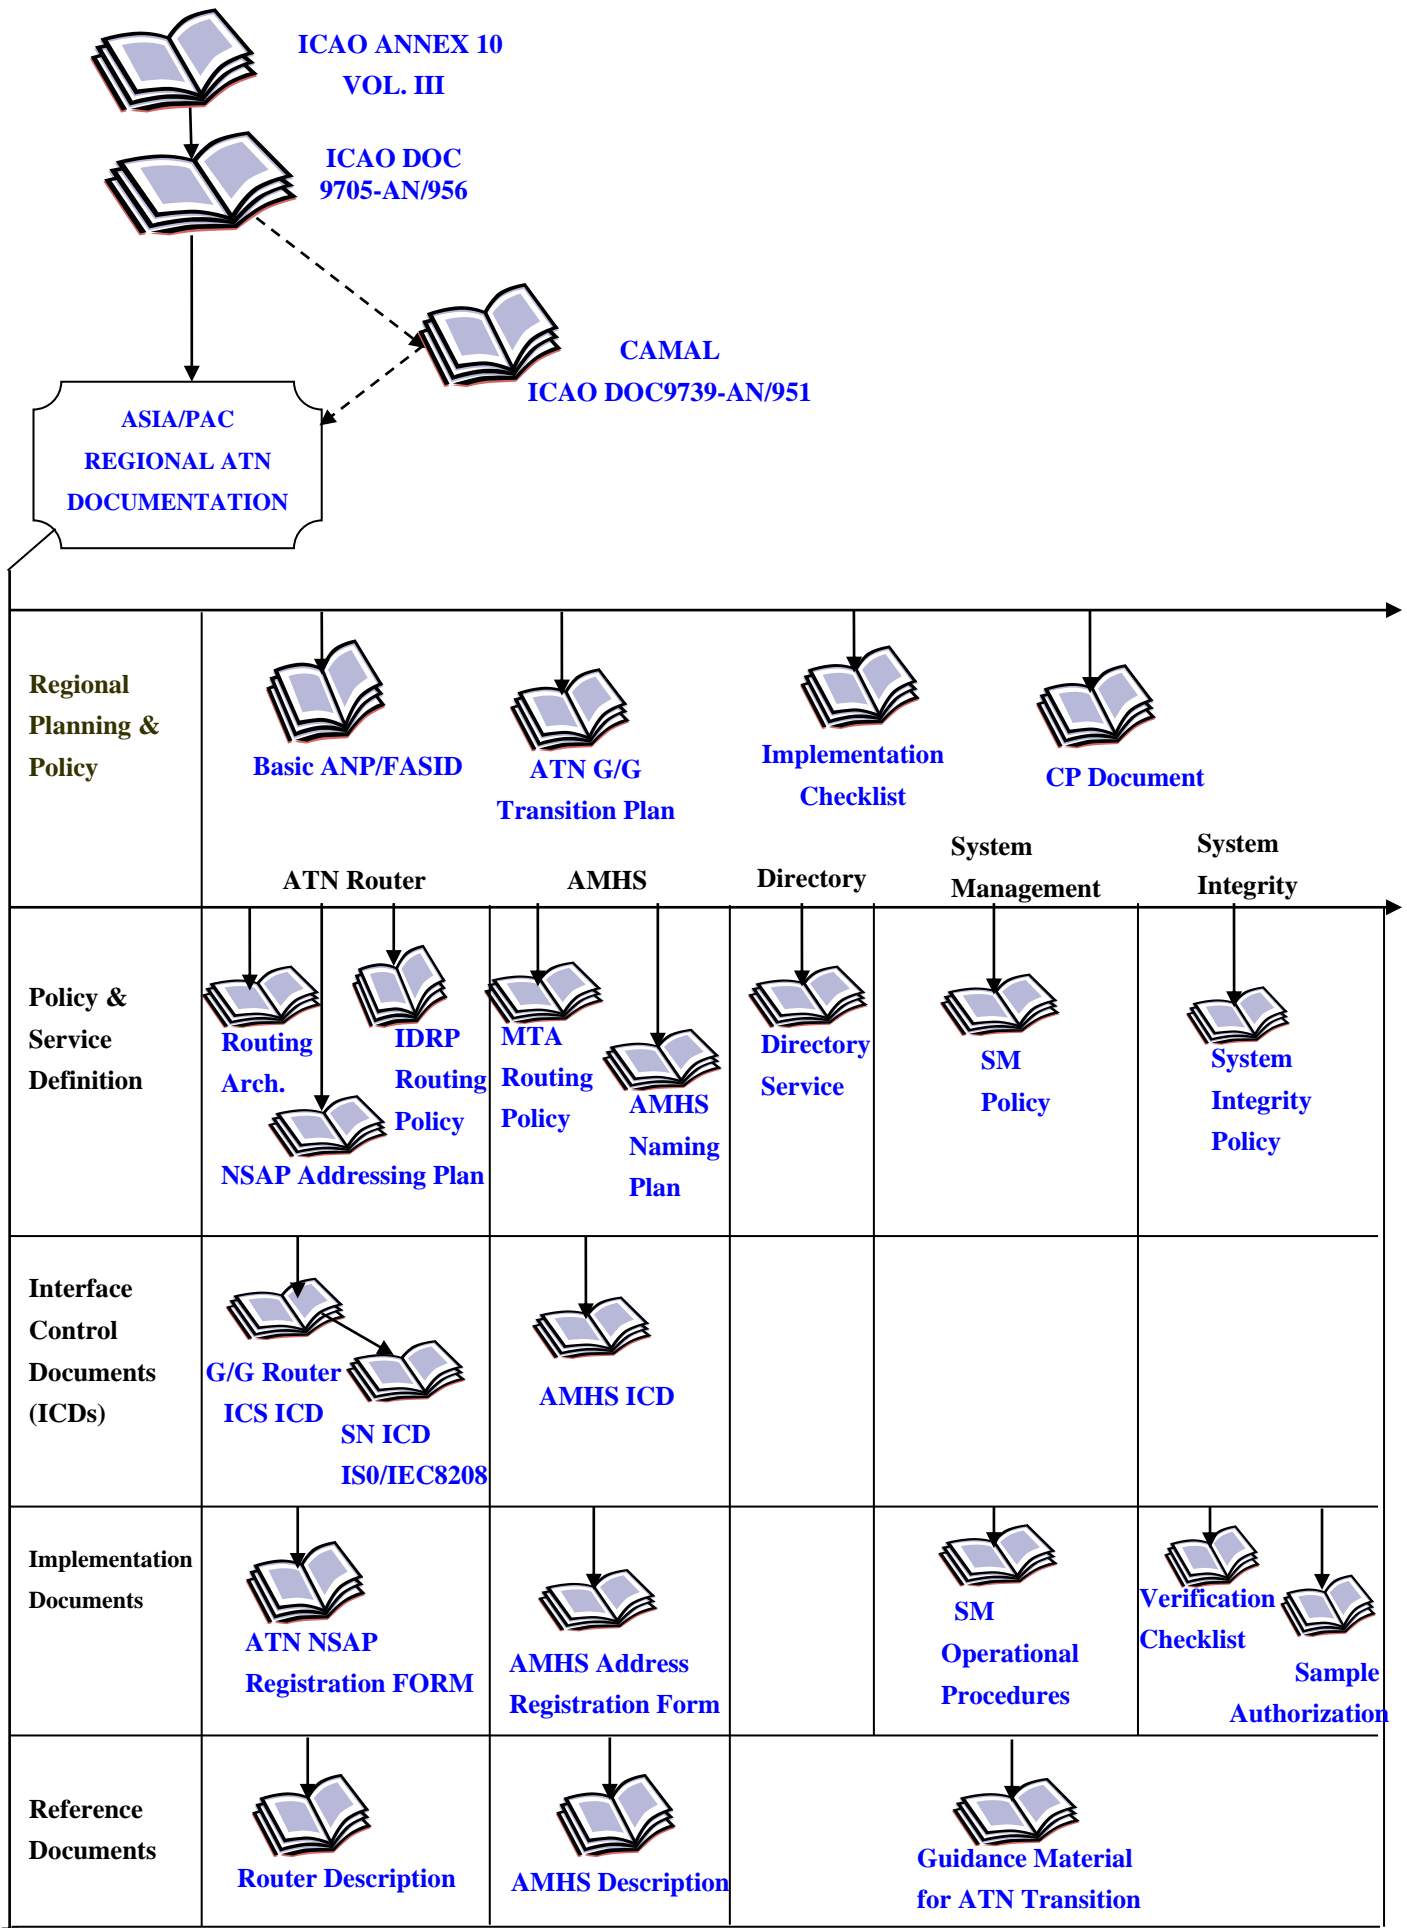 ICAO ANNEX 10
VOL. III
ICAO DOC
9705-AN/956
CAMAL
ICAO DOC9739-AN/951
ASIA/PAC
REGIONAL ATN
DOCUMENTATION
Regional
Planning &
Policy
Basic ANP/FASID
ATN G/G
Transition Plan
Implementation
Checklist
CP Document
ATN Router
AMHS
Directory
System
Management
System
Integrity
Policy &
Service
Definition
Routing
Arch.
IDRP
Routing
Policy
NSAP Addressing Plan
MTA
Routing
Policy
AMHS
Naming
Plan
Directory
Service
SM
Policy
System
Integrity
Policy
Interface
Control
Documents
(ICDs)
G/G Router
ICS ICD
SN ICD
IS0/IEC8208
AMHS ICD
Implementation
Documents
ATN NSAP
Registration FORM
AMHS Address
Registration Form
SM
Operational
Procedures
Verification
Checklist
Sample
Authorization
Reference
Documents
Router Description
AMHS Description
Guidance Material
for ATN Transition